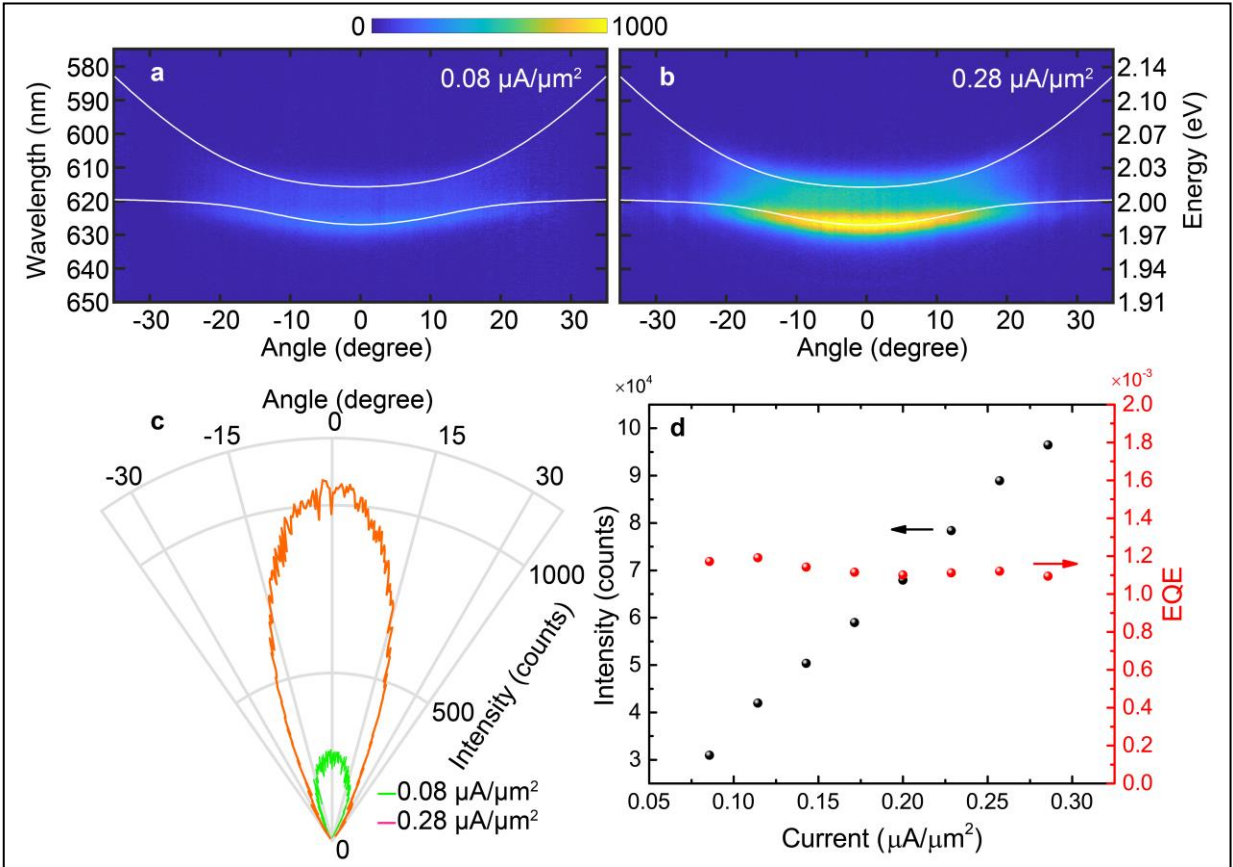 0 1000
a 0.08 μA/μm²
b 0.28 μA/μm²
Wavelength (nm)
580
590
600
610
620
630
640
650
-30 -20 -10 0 10 20 30
Angle (degree)
2.14
2.10
2.07
2.03
2.00
1.97
1.94
1.91
Energy (eV)
-30 -20 -10 0 10 20 30
Angle (degree)
c
Angle (degree)
-30 -15 0 15 30
1000
500
0
Intensity (counts)
0.08 μA/μm²
0.28 μA/μm²
d
×10⁴
10
9
8
7
6
5
4
3
Intensity (counts)
×10⁻³
2.0
1.8
1.6
1.4
1.2
1.0
0.8
0.6
0.4
0.2
0.0
EQE
0.05 0.10 0.15 0.20 0.25 0.30
Current (μA/μm²)